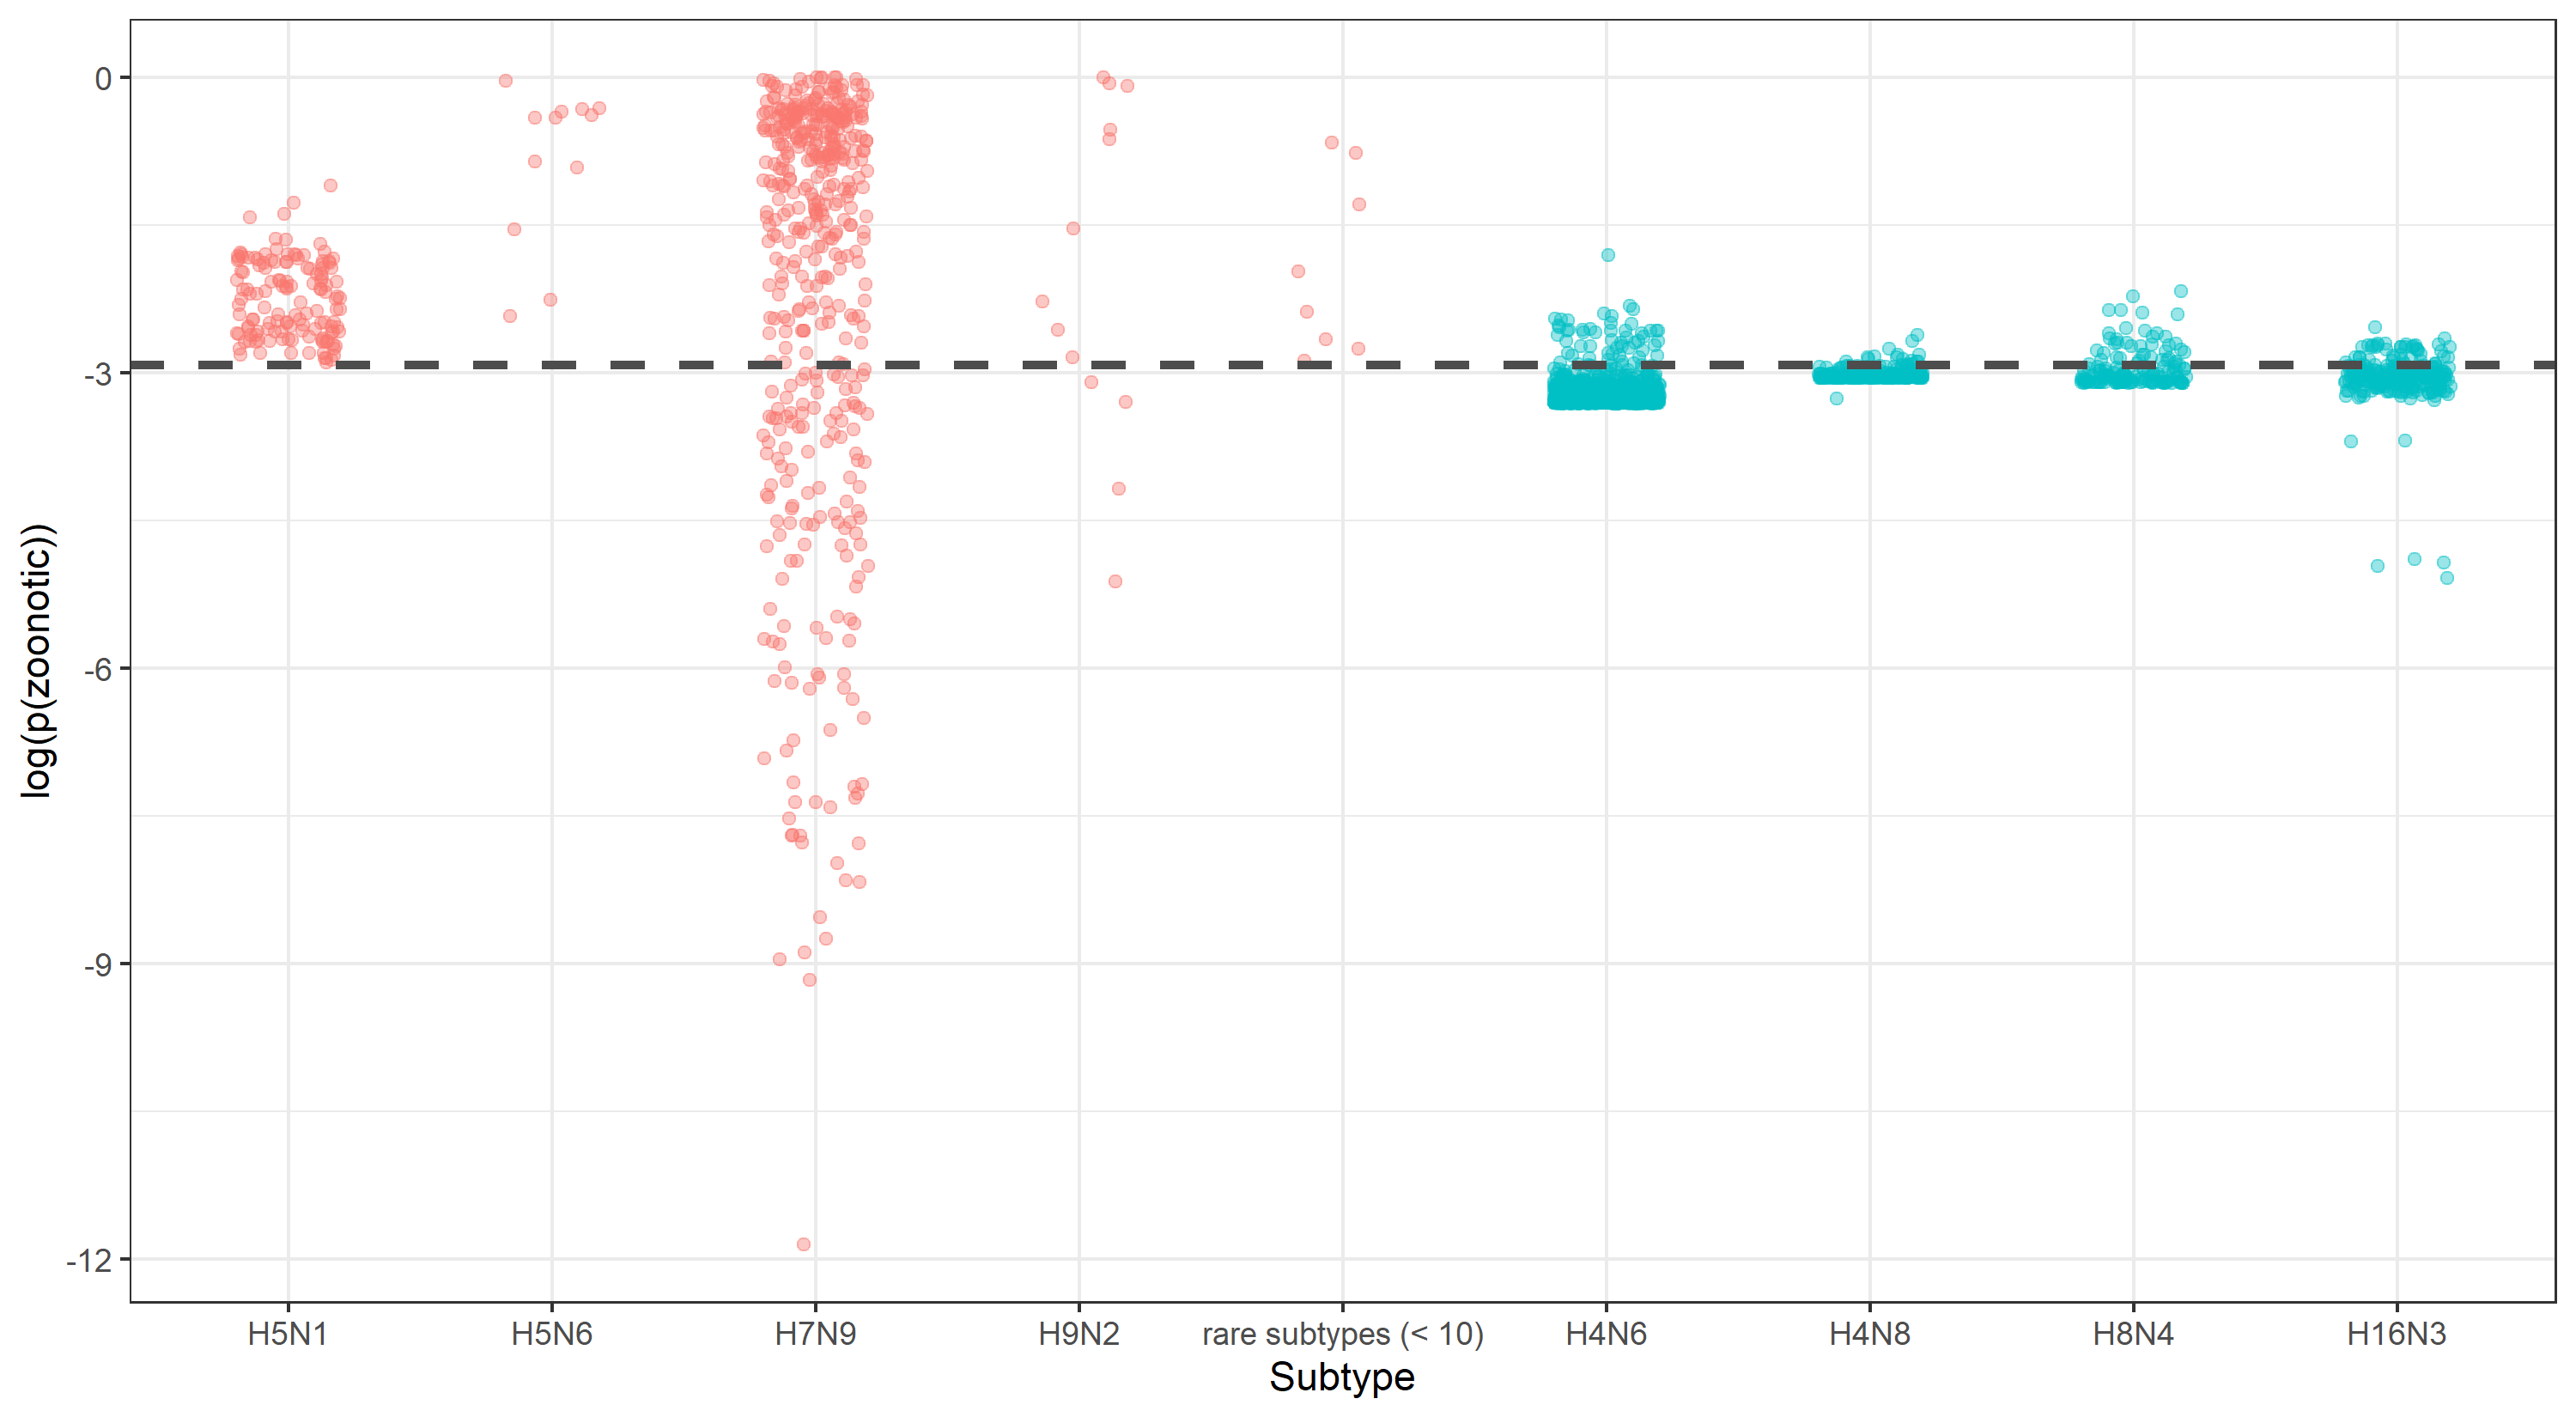 log(p(zoonotic))
0
-3
-6
-9
-12
H5N1 H5N6 H7N9 H9N2 rare subtypes (< 10) H4N6 H4N8 H8N4 H16N3
Subtype